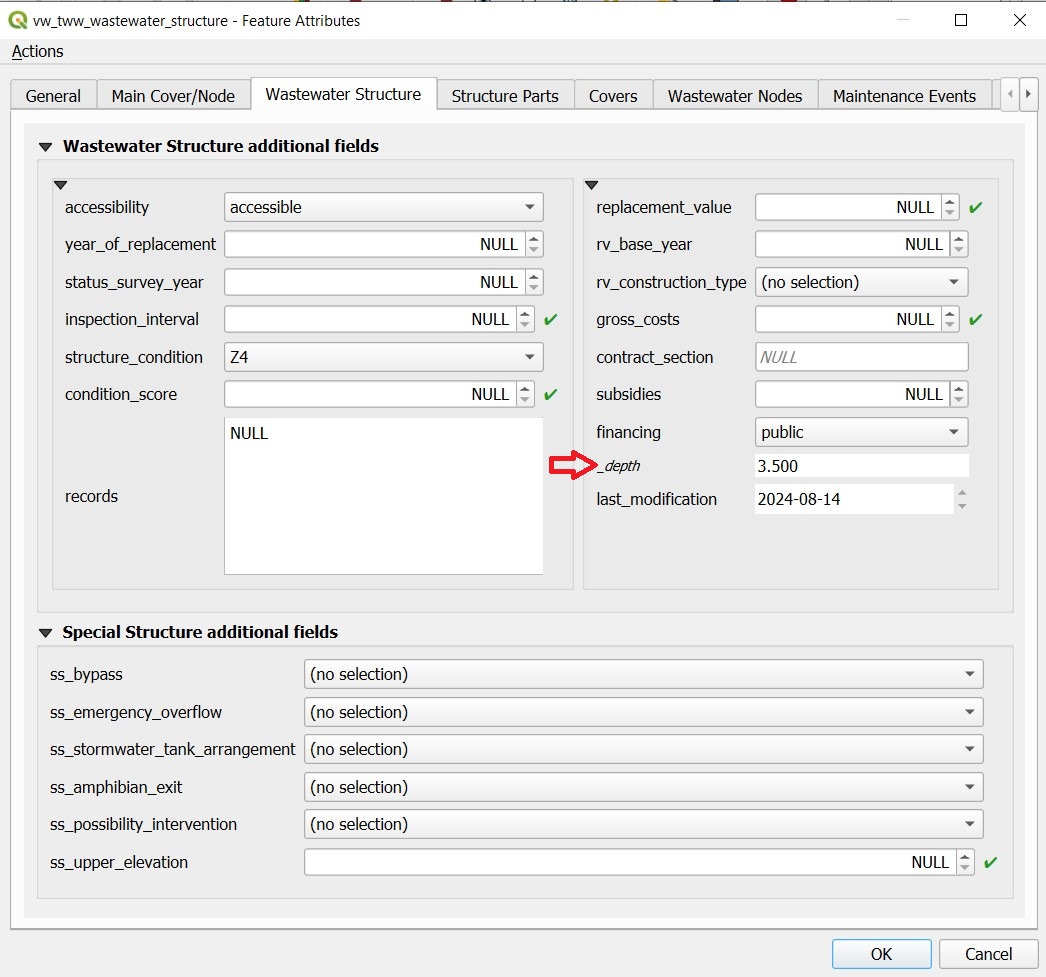 vw_tww_wastewater_structure - Feature Attributes
Actions
General Main Cover/Node Wastewater Structure Structure Parts Covers Wastewater Nodes Maintenance Events
Wastewater Structure additional fields
accessibility accessible
year_of_replacement NULL
status_survey_year NULL
inspection_interval NULL
structure_condition Z4
condition_score NULL
records NULL
replacement_value NULL
rv_base_year NULL
rv_construction_type (no selection)
gross_costs NULL
contract_section NULL
subsidies NULL
financing public
_depth 3.500
last_modification 2024-08-14
Special Structure additional fields
ss_bypass (no selection)
ss_emergency_overflow (no selection)
ss_stormwater_tank_arrangement (no selection)
ss_amphibian_exit (no selection)
ss_possibility_intervention (no selection)
ss_upper_elevation NULL
OK Cancel